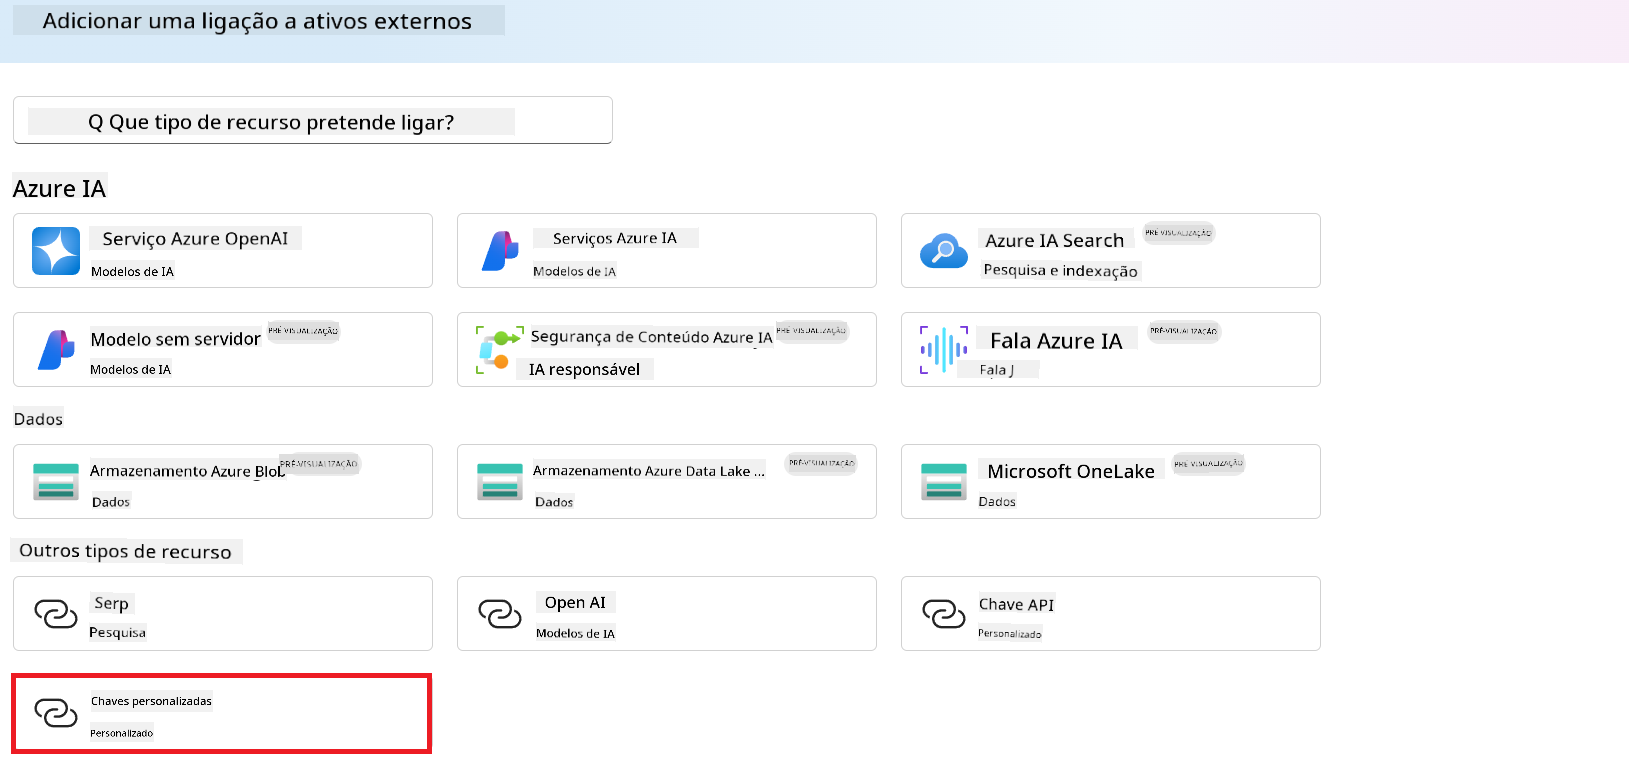 Adicionar uma ligação a ativos externos
Q Que tipo de recurso pretende ligar?
Azure IA
Serviço Azure OpenAI
Modelos de IA
Serviços Azure IA
Modelos de IA
Azure IA Search
PRÉ-VISUALIZAÇÃO
Pesquisa e indexação
Modelo sem servidor
PRÉ-VISUALIZAÇÃO
Modelos de IA
Segurança de Conteúdo Azure IA
PRÉ-VISUALIZAÇÃO
IA responsável
Fala Azure IA
PRÉ-VISUALIZAÇÃO
Fala J
Dados
Armazenamento Azure Blob
PRÉ-VISUALIZAÇÃO
Dados
Armazenamento Azure Data Lake ...
PRÉ-VISUALIZAÇÃO
Dados
Microsoft OneLake
PRÉ-VISUALIZAÇÃO
Dados
Outros tipos de recurso
Serp
Pesquisa
Open AI
Modelos de IA
Chave API
Personalizado
Chaves personalizadas
Personalizado